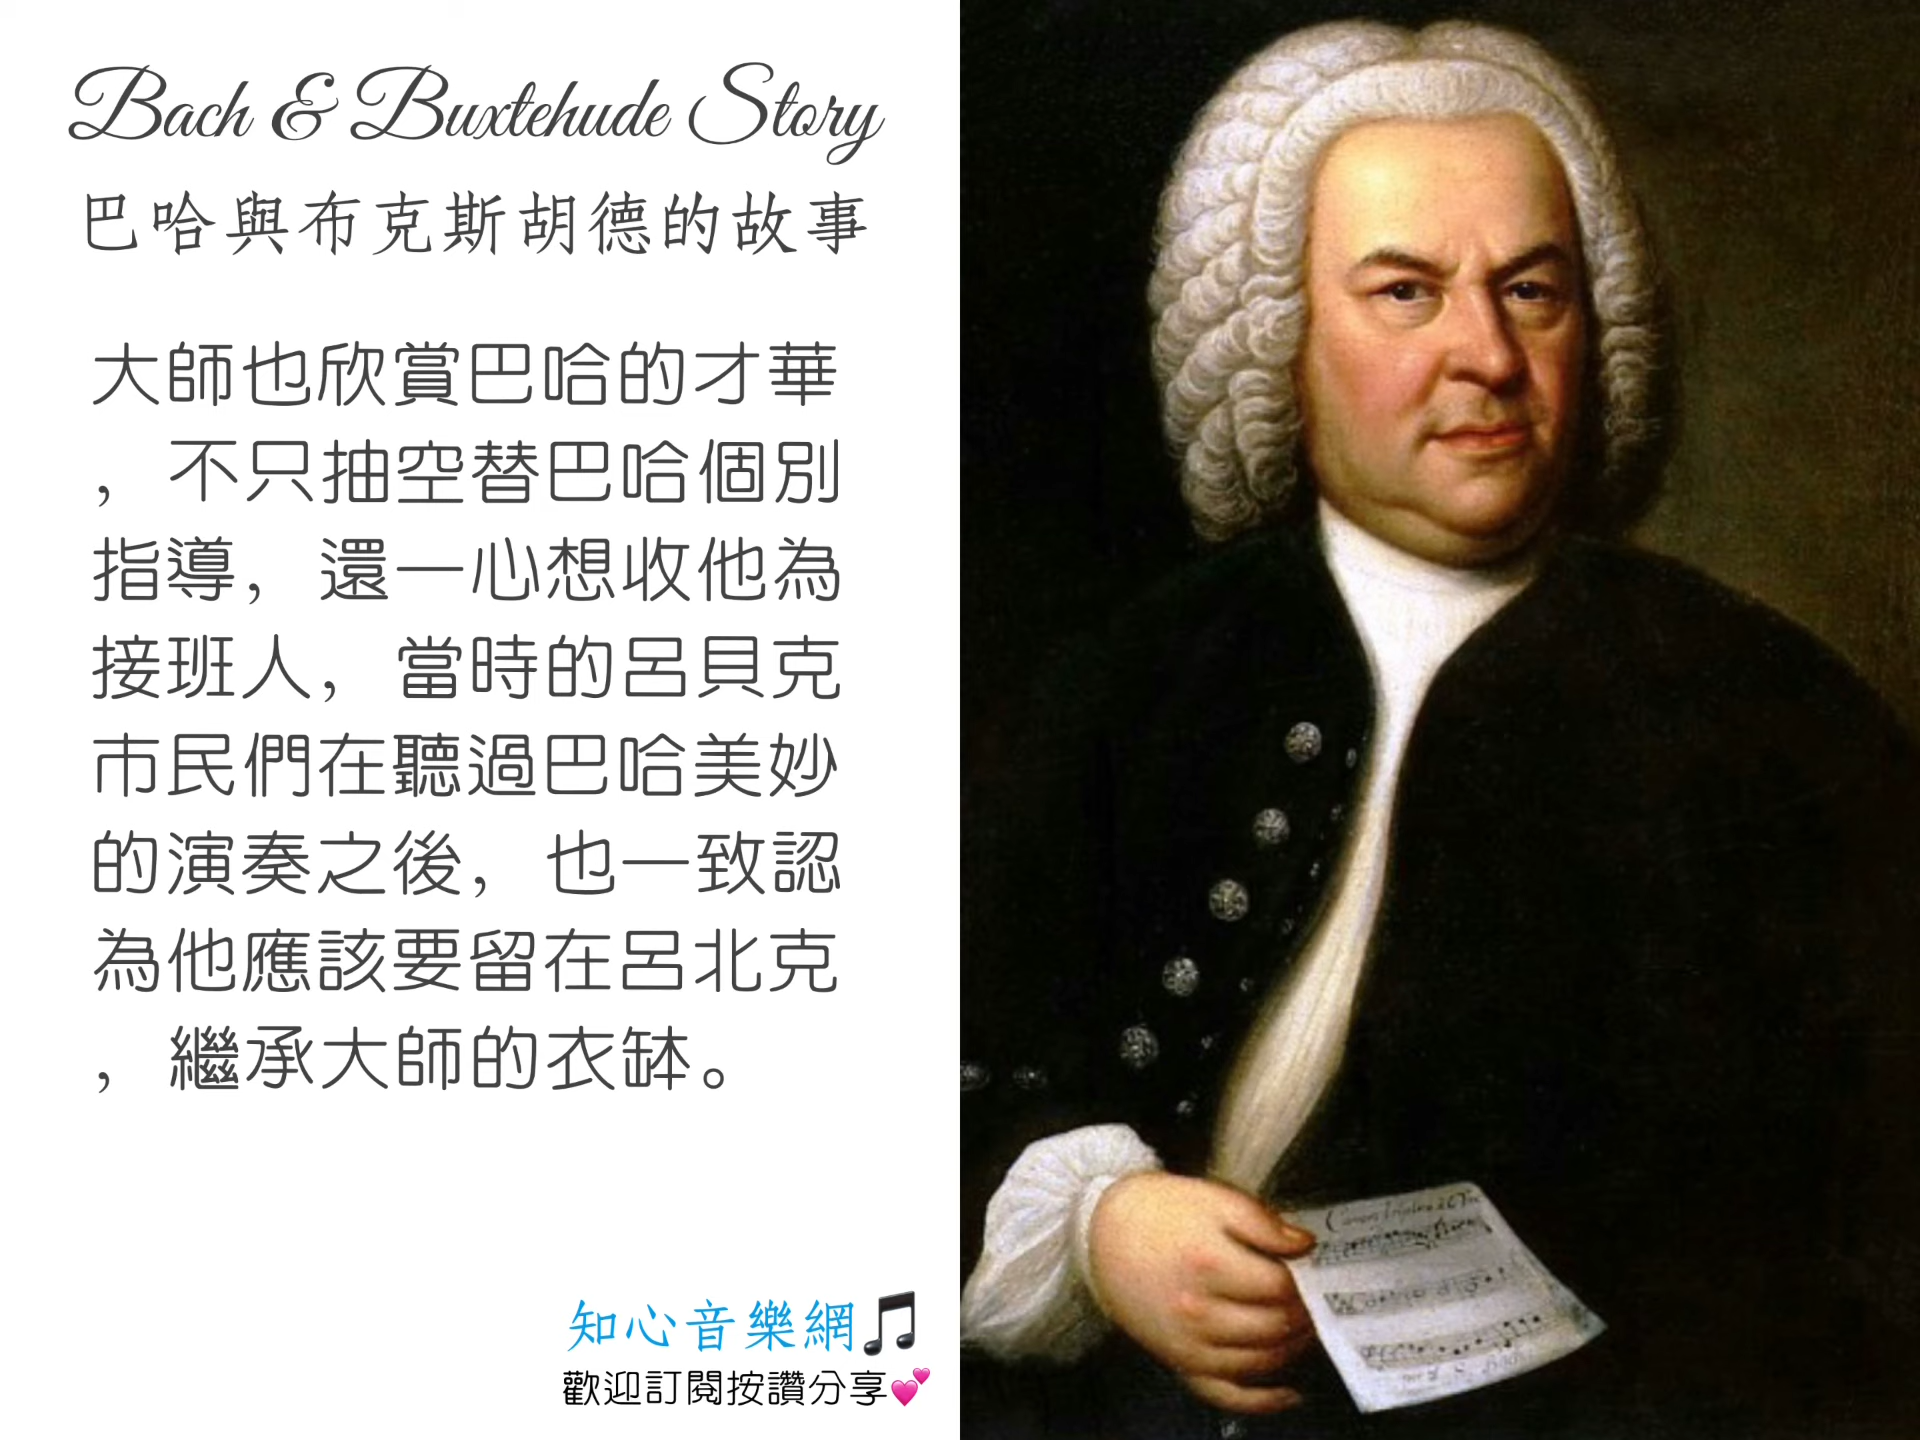 Bach & Buxtehude Story
巴哈與布克斯胡德的故事
大師也欣賞巴哈的才華
，不只抽空替巴哈個別
指導，還一心想收他為
接班人，當時的呂貝克
市民們在聽過巴哈美妙
的演奏之後，也一致認
為他應該要留在呂北克
，繼承大師的衣缽。
知心音樂網🎵
歡迎訂閱按讚分享💕